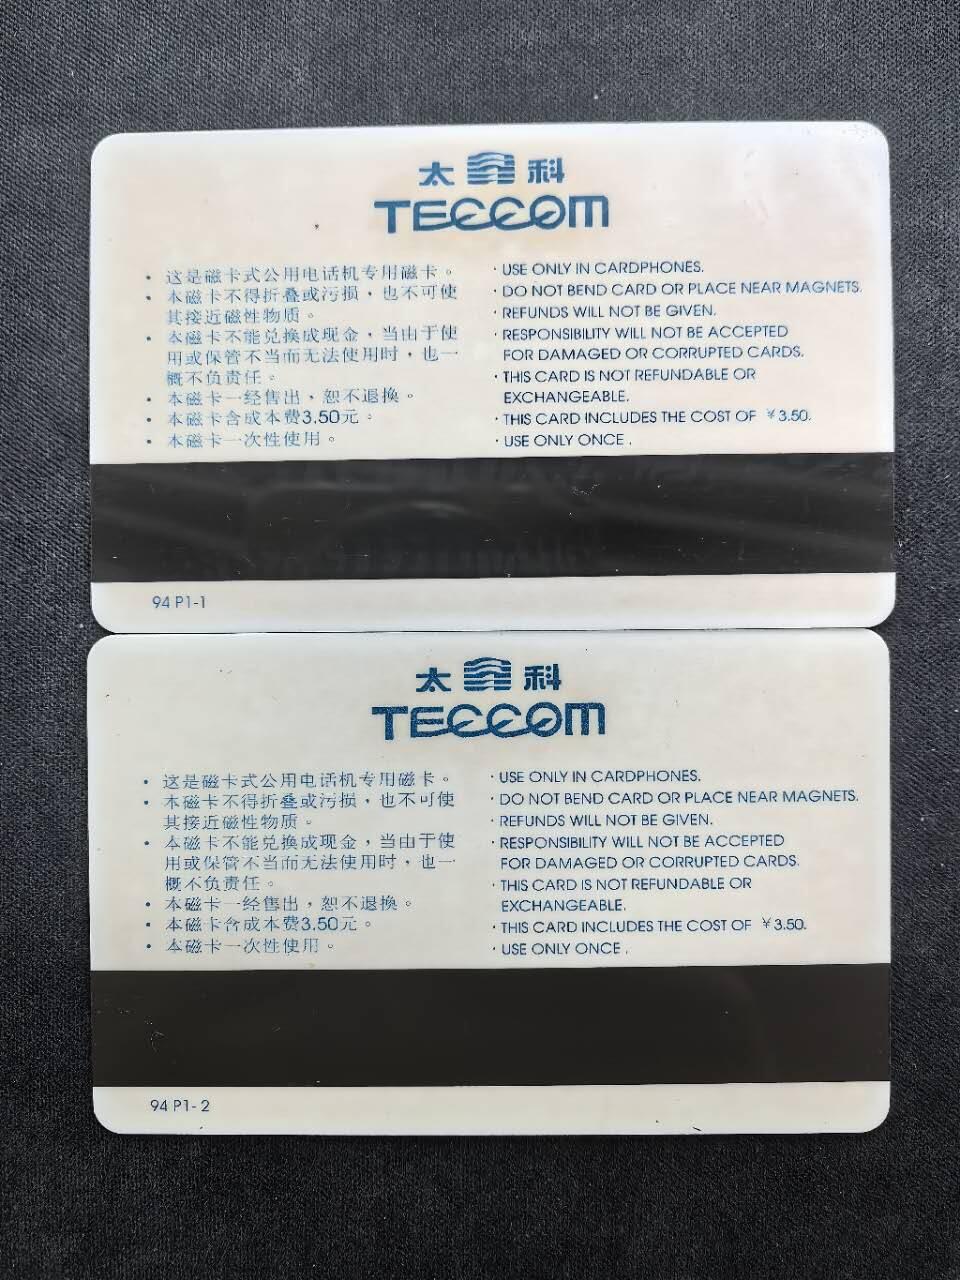 太 科
TECCOM
· 这是磁卡式公用电话机专用磁卡。
· 本磁卡不得折叠或污损，也不可使
其接近磁性物质。
· 本磁卡不能兑换成现金，当由于使
用或保管不当而无法使用时，也一
概不负责任。
· 本磁卡一经售出，恕不退换。
· 本磁卡含成本费3.50元。
· 本磁卡一次性使用。
· USE ONLY IN CARDPHONES.
· DO NOT BEND CARD OR PLACE NEAR MAGNETS.
· REFUNDS WILL NOT BE GIVEN.
· RESPONSIBILITY WILL NOT BE ACCEPTED
FOR DAMAGED OR CORRUPTED CARDS.
· THIS CARD IS NOT REFUNDABLE OR
EXCHANGEABLE.
· THIS CARD INCLUDES THE COST OF ￥3.50.
· USE ONLY ONCE .
94 P1-1
太 科
TECCOM
· 这是磁卡式公用电话机专用磁卡。
· 本磁卡不得折叠或污损，也不可使
其接近磁性物质。
· 本磁卡不能兑换成现金，当由于使
用或保管不当而无法使用时，也一
概不负责任。
· 本磁卡一经售出，恕不退换。
· 本磁卡含成本费3.50元。
· 本磁卡一次性使用。
· USE ONLY IN CARDPHONES.
· DO NOT BEND CARD OR PLACE NEAR MAGNETS.
· REFUNDS WILL NOT BE GIVEN.
· RESPONSIBILITY WILL NOT BE ACCEPTED
FOR DAMAGED OR CORRUPTED CARDS.
· THIS CARD IS NOT REFUNDABLE OR
EXCHANGEABLE.
· THIS CARD INCLUDES THE COST OF ￥3.50.
· USE ONLY ONCE .
94 P1- 2